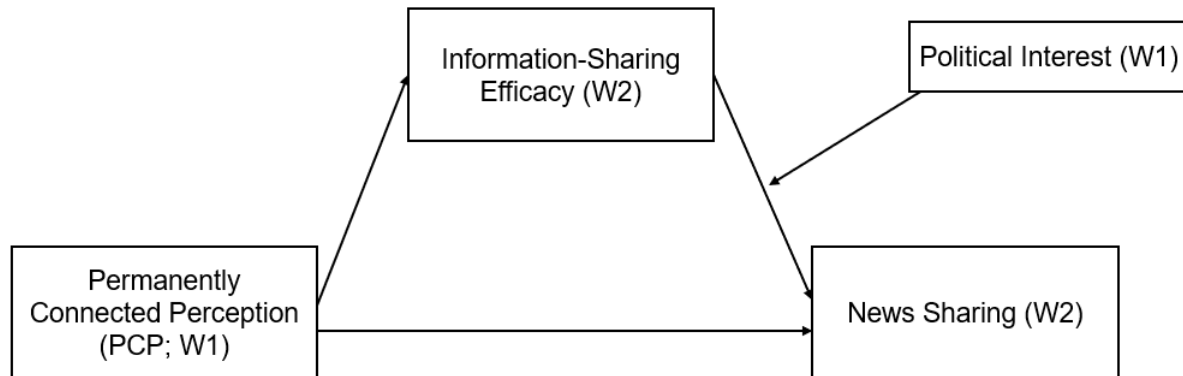 Information-Sharing
Efficacy (W2)
Political Interest (W1)
Permanently
Connected Perception
(PCP; W1)
News Sharing (W2)